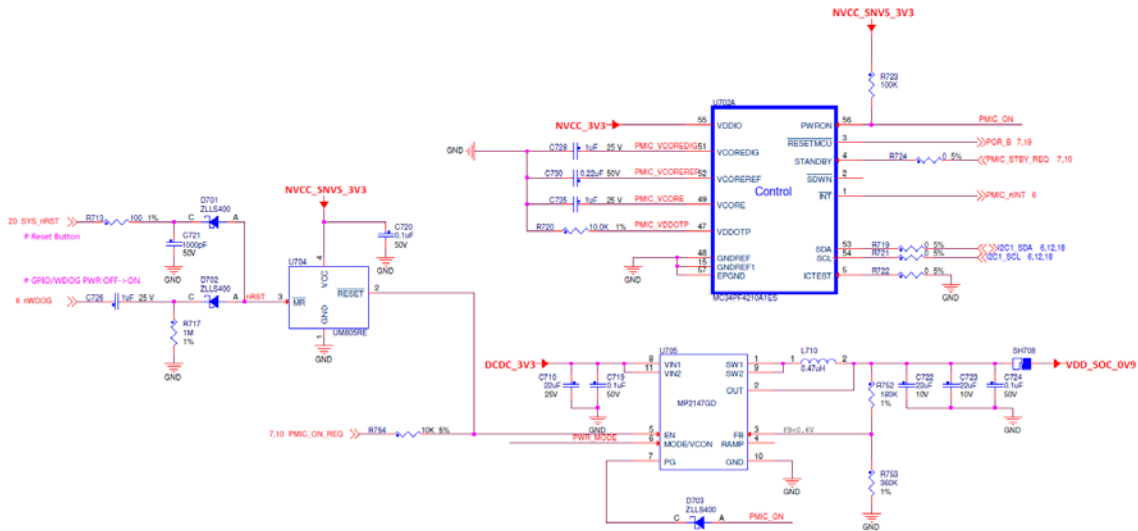 NVCC_SNVS_3V3
R723
100K
U702A
NVCC_3V3
55
VDDIO
PWRON
56
PMIC_ON
GND
C728
1uF
25 V
PMIC_VCOREDIG
51
VCOREDIG
RESETMCU
3
POR_B 7,19
C730
0.22uF
50V
PMIC_VCOREREF
52
VCOREREF
STANDBY
4
R724
0 5%
PMIC_STBY_REQ 7,10
Control
SDWN
2
C735
1uF
25 V
PMIC_VCORE
49
VCORE
INT
1
PMIC_nINT 6
R720
10.0K
1%
PMIC_VDDOTP
47
VDDOTP
GND
48
GNDREF
15
GNDREF1
57
EPGND
SDA
53
R719
0 5%
I2C1_SDA 6,12,18
SCL
54
R721
0 5%
I2C1_SCL 6,12,18
ICTEST
5
R722
0 5%
GND
MC34PF4210A1ES
NVCC_SNVS_3V3
20 SYS_nRST
R713
100 1%
# Reset Button
C721
1000pF
50V
GND
D701
ZLLS400
C
A
C720
0.1uF
50V
GND
# GPIO/WDOG PWR OFF->ON
6 nWDOG
C726
1uF 25 V
D702
ZLLS400
C
A
nRST
R717
1M
1%
GND
U704
4
VCC
3
MR
RESET
2
GND
1
UM805RE
GND
DCDC_3V3
C710
22uF
25V
C719
0.1uF
50V
GND
U705
8
VIN1
11
VIN2
MP2147GD
SW1
1
SW2
9
OUT
2
5
EN
6
MODE/VCON
7
PG
FB
3
RAMP
4
GND
10
GND
7,10 PMIC_ON_REQ
R754
10K 5%
PWR_MODE
1
L710
2
0.47uH
FB=0.6V
R752
180K
1%
R753
360K
1%
GND
C722
22uF
10V
C723
22uF
10V
C724
0.1uF
50V
GND
SH708
VDD_SOC_0V9
D703
ZLLS400
C
A
PMIC_ON